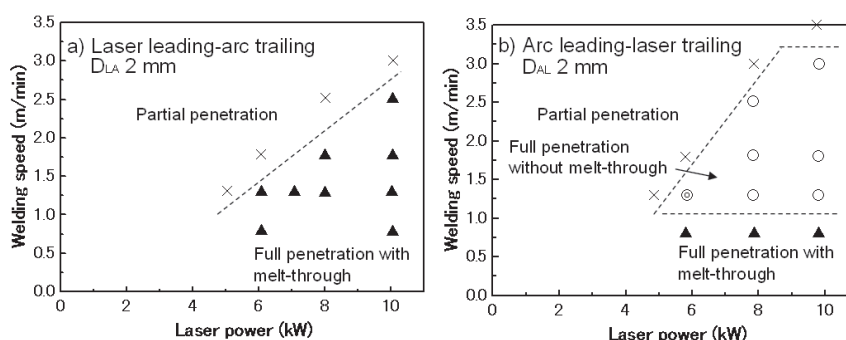 a) Laser leading-arc trailing
DLA 2 mm
Partial penetration
Full penetration with
melt-through
Welding speed (m/min)
3.5
3.0
2.5
2.0
1.5
1.0
0.5
0.0
0
2
4
6
8
10
Laser power (kW)
b) Arc leading-laser trailing
DAL 2 mm
Partial penetration
Full penetration
without melt-through
Full penetration with
melt-through
Welding speed (m/min)
3.5
3.0
2.5
2.0
1.5
1.0
0.5
0.0
0
2
4
6
8
10
Laser power (kW)